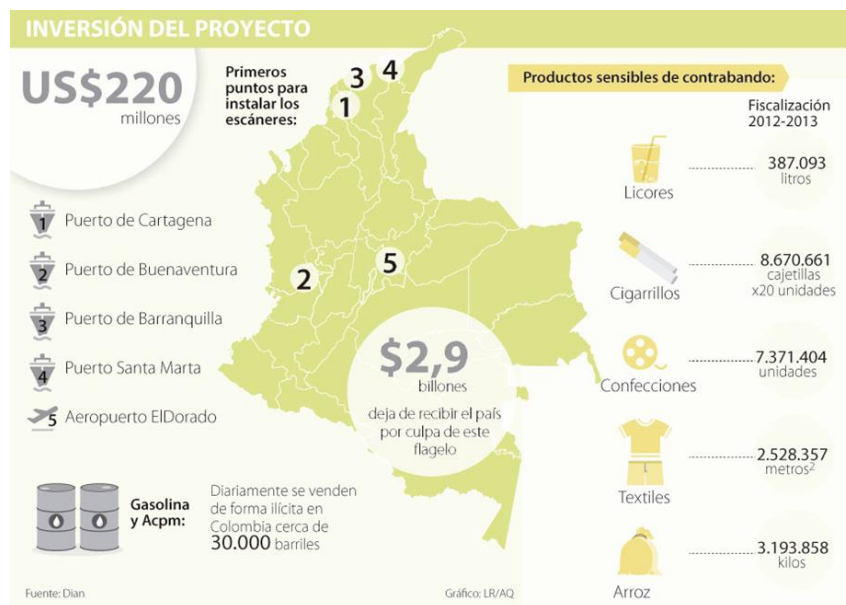 INVERSIÓN DEL PROYECTO
US$220
millones
Primeros
puntos para
instalar los
escáneres:
3
4
1
2
5
1 Puerto de Cartagena
2 Puerto de Buenaventura
3 Puerto de Barranquilla
4 Puerto Santa Marta
5 Aeropuerto ElDorado
$2,9
billones
deja de recibir el país
por culpa de este
flagelo
Gasolina
y Acpm:
Diariamente se venden
de forma ilícita en
Colombia cerca de
30.000 barriles
Productos sensibles de contrabando:
Fiscalización
2012-2013
Licores
387.093
litros
Cigarrillos
8.670.661
cajetillas
x20 unidades
Confecciones
7.371.404
unidades
Textiles
2.528.357
metros²
Arroz
3.193.858
kilos
Fuente: Dian
Gráfico: LR/AQ